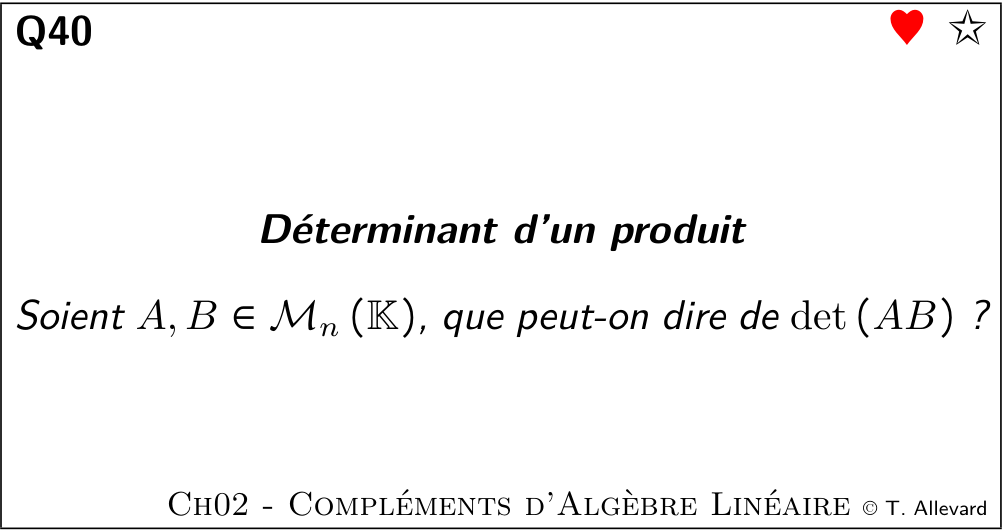 Q40
Déterminant d'un produit
Soient $A, B \in \mathcal{M}_n(\mathbb{K})$, que peut-on dire de $\det(AB)$ ?
Ch02 - Compléments d'Algèbre Linéaire © T. Allevard